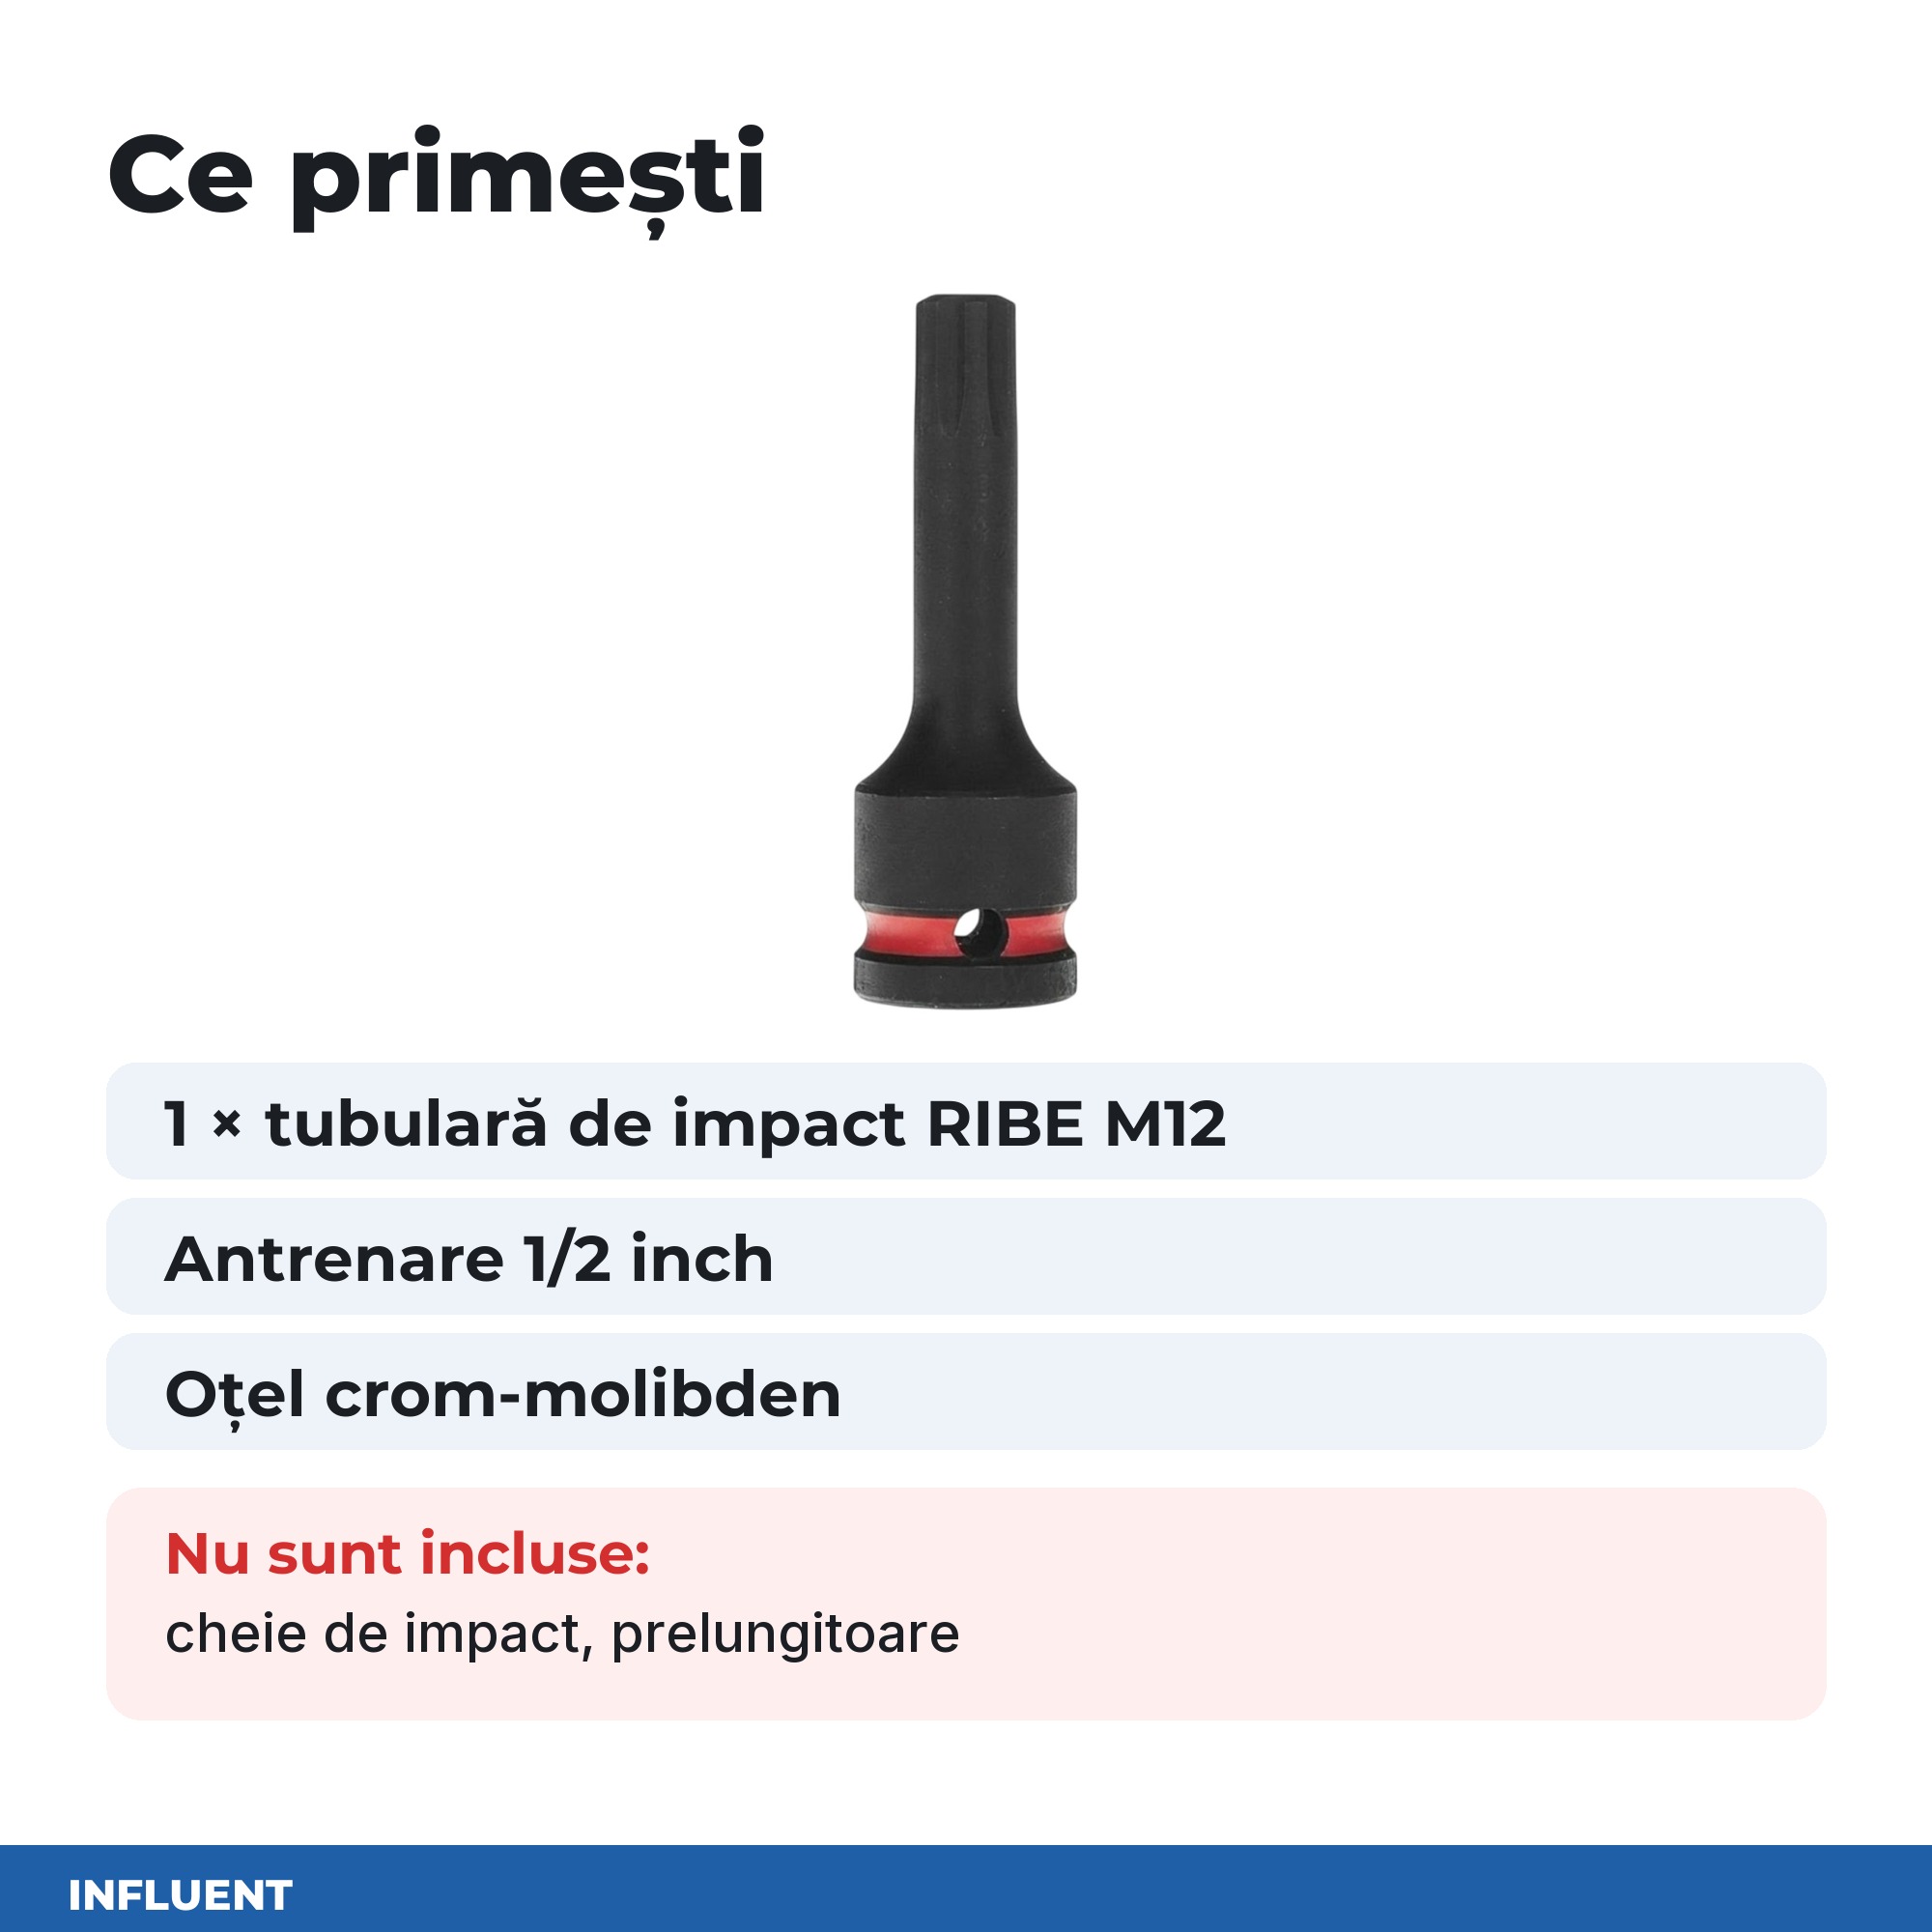 Ce primești
1 × tubulară de impact RIBE M12
Antrenare 1/2 inch
Oțel crom-molibden
Nu sunt incluse:
cheie de impact, prelungitoare
INFLUENT